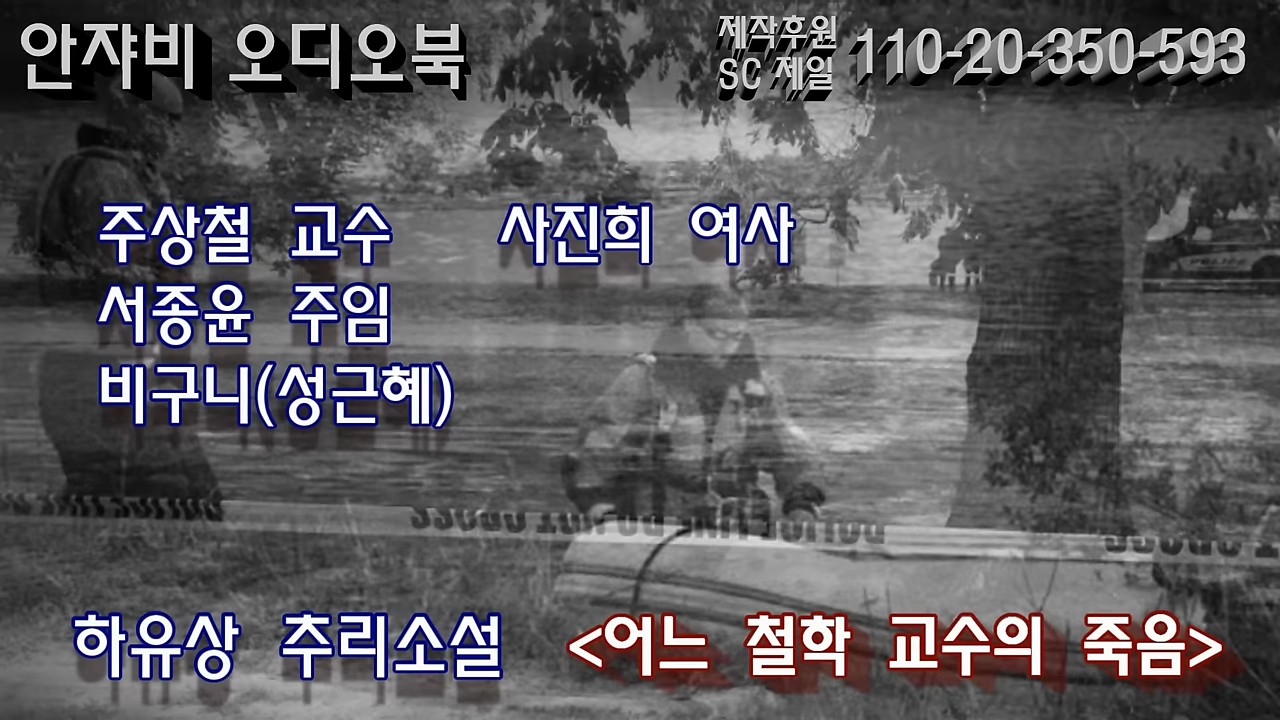 안쟈비 오디오북
제작후원
SC 제일
110-20-350-593
주상철 교수 사진희 여사
서종윤 주임
비구니(성근혜)
하유상 추리소설 <어느 철학 교수의 죽음>